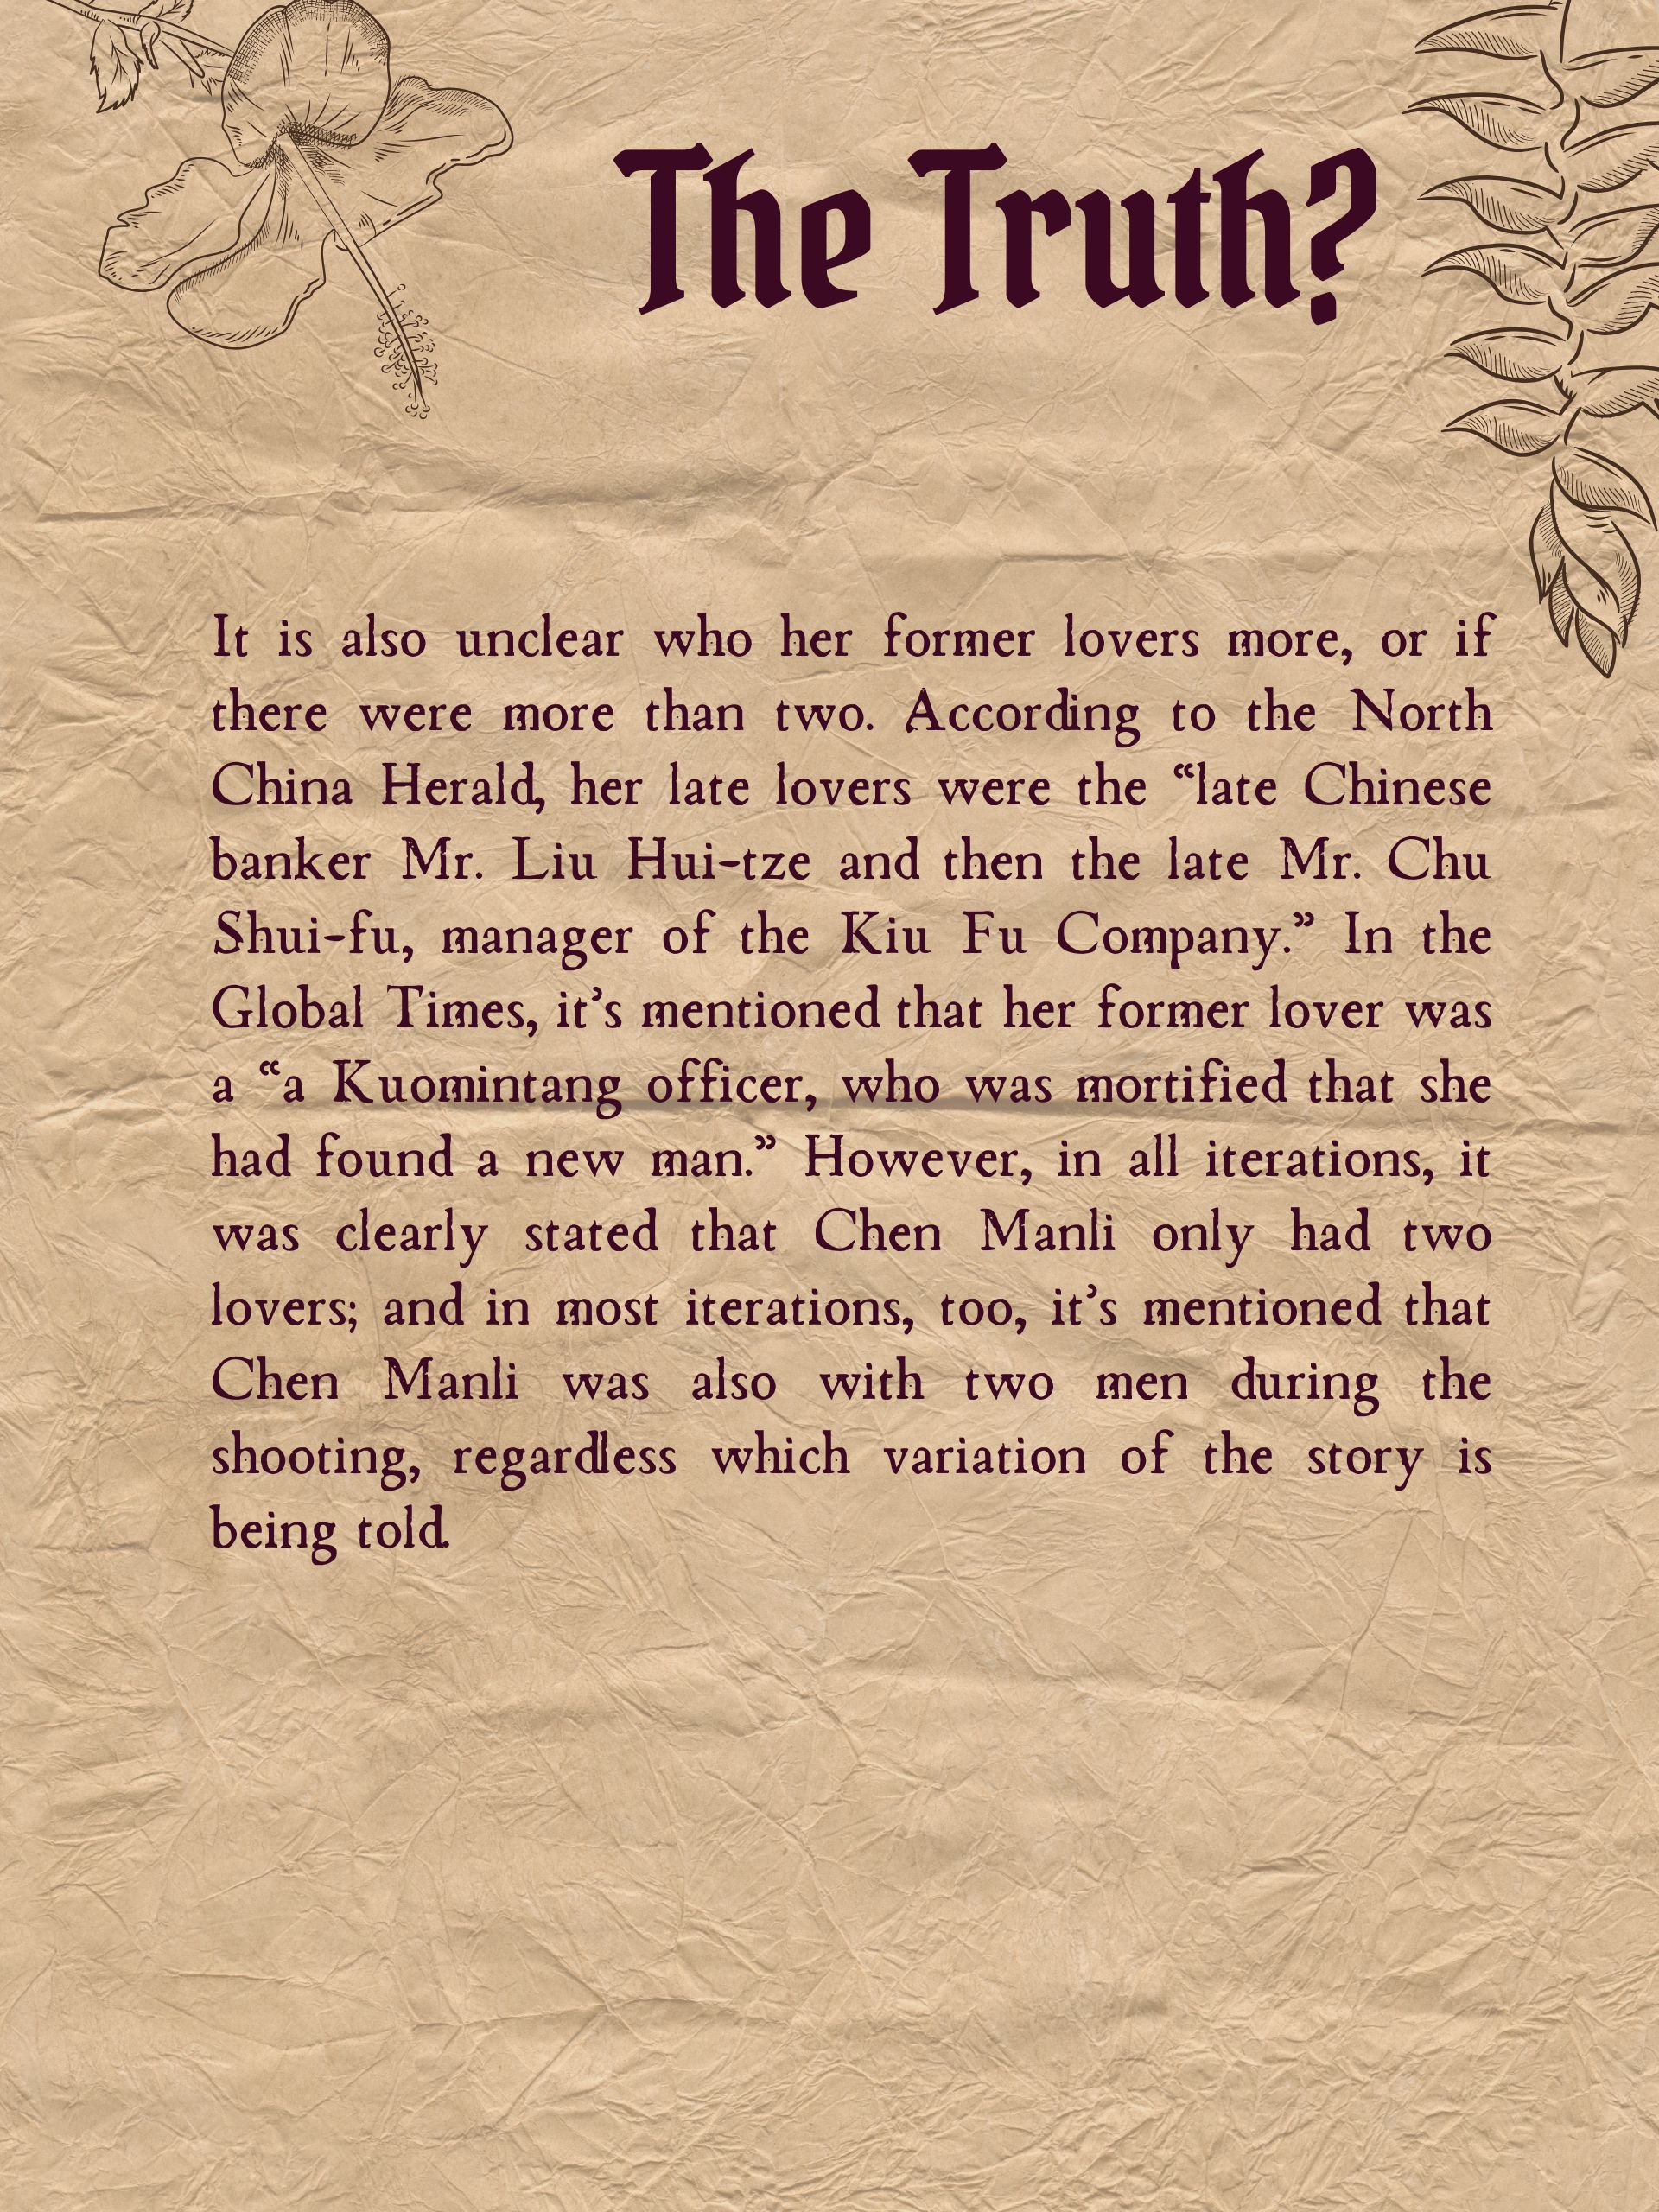 The Truth?
It is also unclear who her former lovers more, or if
there were more than two. According to the North
China Herald, her late lovers were the “late Chinese
banker Mr. Liu Hui-tze and then the late Mr. Chu
Shui-fu, manager of the Kiu Fu Company.” In the
Global Times, it’s mentioned that her former lover was
a “a Kuomintang officer, who was mortified that she
had found a new man.” However, in all iterations, it
was clearly stated that Chen Manli only had two
lovers; and in most iterations, too, it’s mentioned that
Chen Manli was also with two men during the
shooting, regardless which variation of the story is
being told.